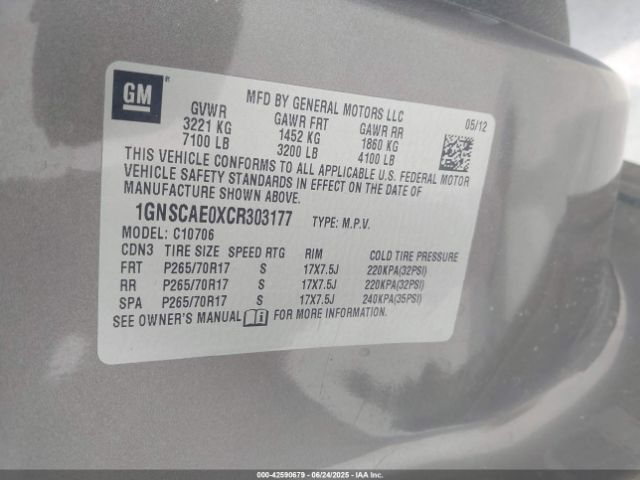 GM
MFD BY GENERAL MOTORS LLC
05/12
GVWR GAWR FRT GAWR RR
3221 KG 1452 KG 1860 KG
7100 LB 3200 LB 4100 LB
THIS VEHICLE CONFORMS TO ALL APPLICABLE U.S. FEDERAL MOTOR
VEHICLE SAFETY STANDARDS IN EFFECT ON THE DATE OF
MANUFACTURE SHOWN ABOVE.
1GNSCAE0XCR303177 TYPE: M.P.V.
MODEL: C10706
CDN3 TIRE SIZE SPEED RTG RIM COLD TIRE PRESSURE
FRT P265/70R17 S 17X7.5J 220KPA(32PSI)
RR P265/70R17 S 17X7.5J 220KPA(32PSI)
SPA P265/70R17 S 17X7.5J 240KPA(35PSI)
SEE OWNER'S MANUAL FOR MORE INFORMATION.
000-42590679 - 06/24/2025 - IAAI.COM